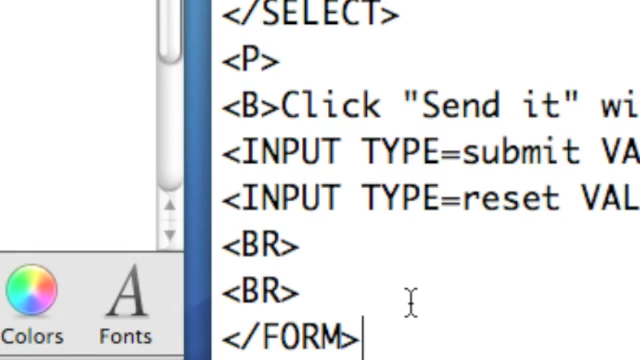 </SELECT>
<P>
<B>Click "Send it" wi
<INPUT TYPE=submit VA
<INPUT TYPE=reset VAL
<BR>
<BR>
</FORM>
Colors Fonts